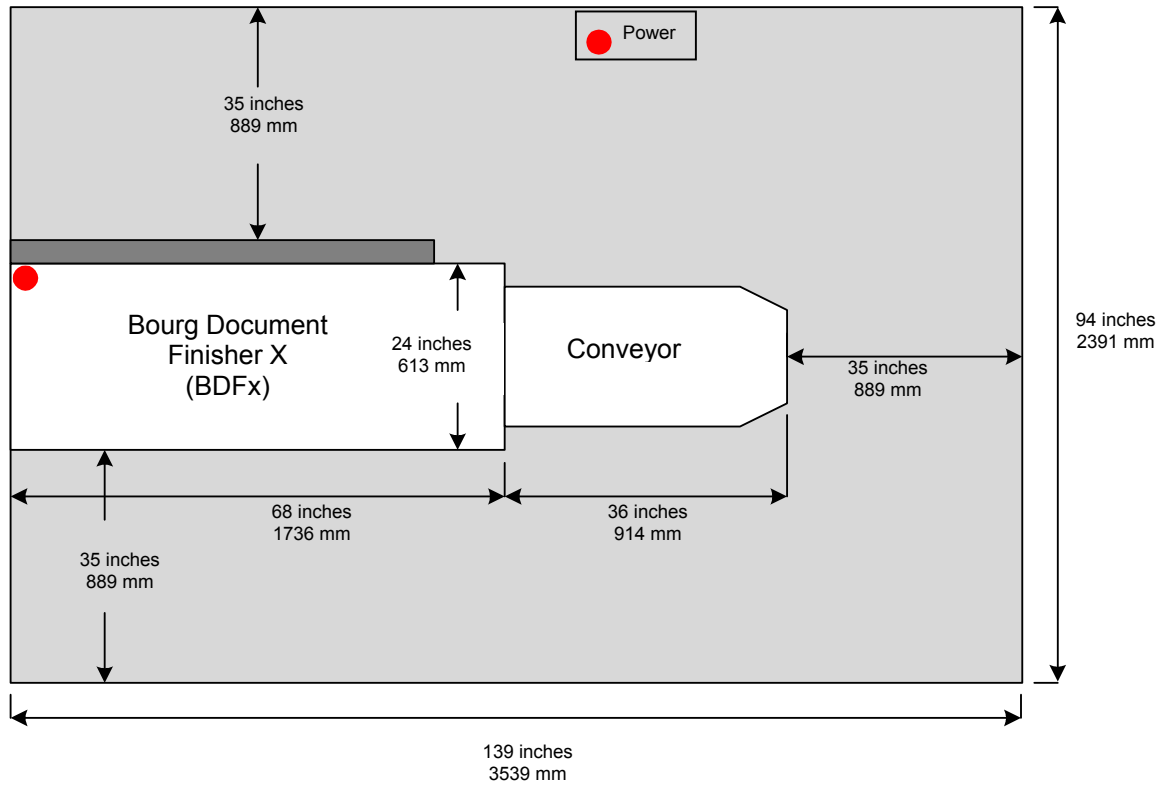 Power
35 inches
889 mm
Bourg Document
Finisher X
(BDFx)
24 inches
613 mm
Conveyor
35 inches
889 mm
94 inches
2391 mm
68 inches
1736 mm
36 inches
914 mm
35 inches
889 mm
139 inches
3539 mm